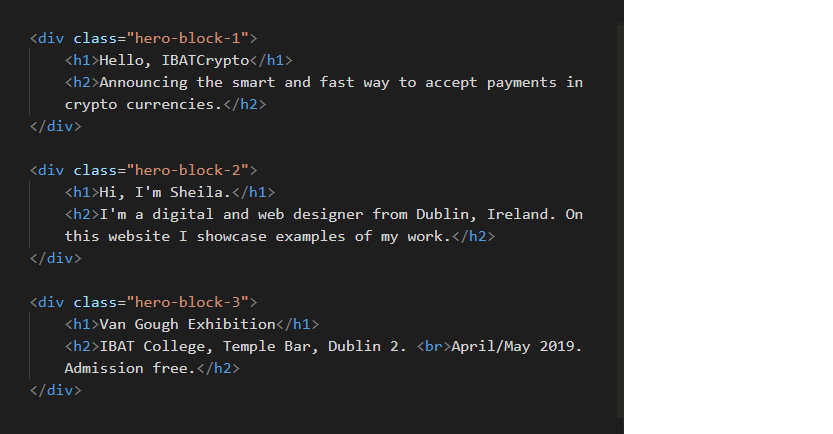 <div class="hero-block-1">
<h1>Hello, IBATCrypto</h1>
<h2>Announcing the smart and fast way to accept payments in
crypto currencies.</h2>
</div>
<div class="hero-block-2">
<h1>Hi, I'm Sheila.</h1>
<h2>I'm a digital and web designer from Dublin, Ireland. On
this website I showcase examples of my work.</h2>
</div>
<div class="hero-block-3">
<h1>Van Gough Exhibition</h1>
<h2>IBAT College, Temple Bar, Dublin 2. <br>April/May 2019.
Admission free.</h2>
</div>